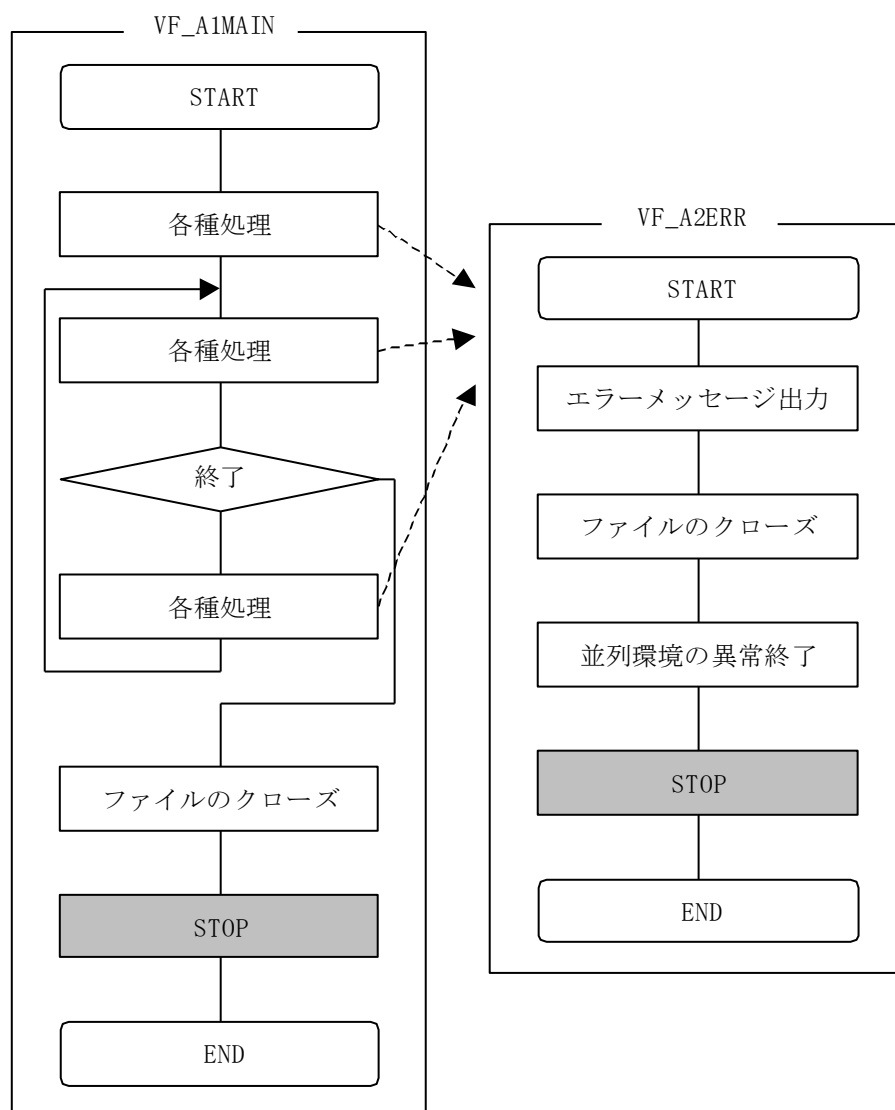 VF_A1MAIN
START
各種処理
各種処理
終了
各種処理
ファイルのクローズ
STOP
END
VF_A2ERR
START
エラーメッセージ出力
ファイルのクローズ
並列環境の異常終了
STOP
END